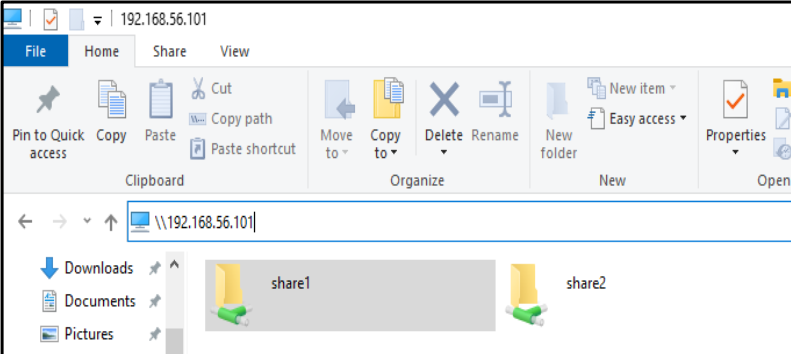 192.168.56.101
File Home Share View
Pin to Quick access
Copy
Paste
Cut
Copy path
Paste shortcut
Clipboard
Move to
Copy to
Delete
Rename
Organize
New folder
New item
Easy access
New
Properties
Open
\\192.168.56.101
Downloads
Documents
Pictures
share1
share2